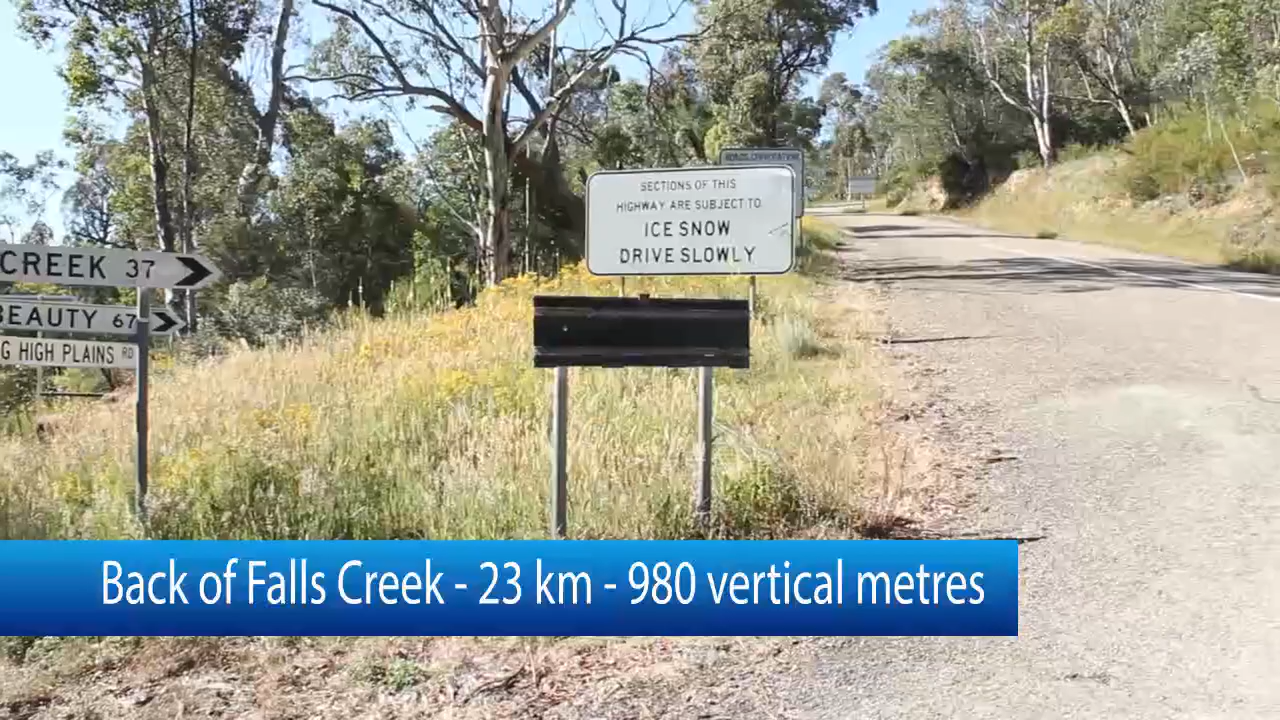 CREEK 37
BEAUTY 67
G HIGH PLAINS RD
SECTIONS OF THIS
HIGHWAY ARE SUBJECT TO
ICE SNOW
DRIVE SLOWLY
Back of Falls Creek - 23 km - 980 vertical metres